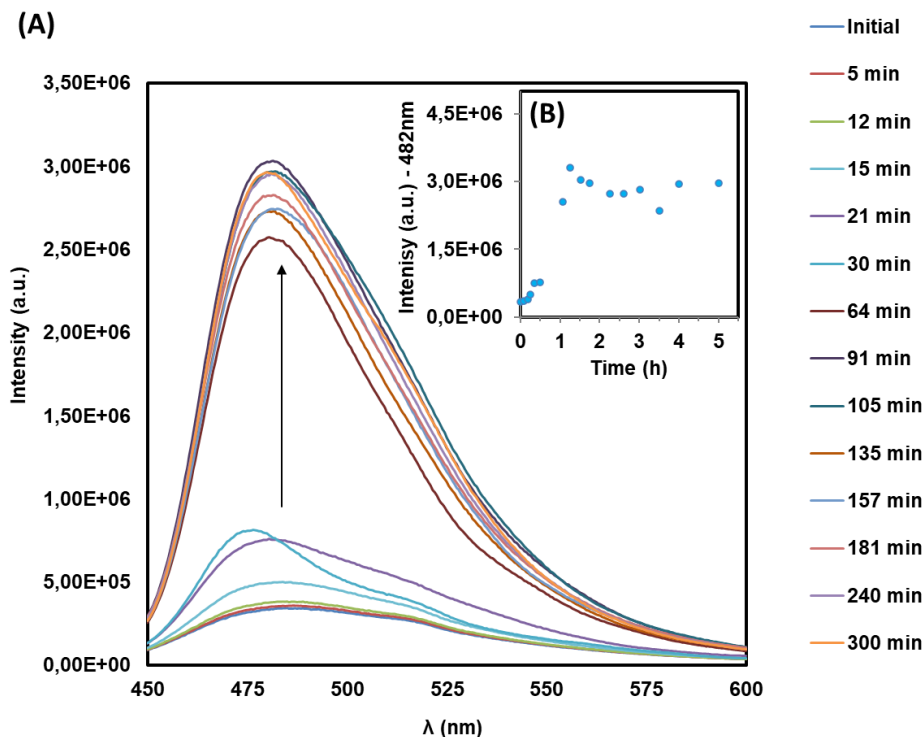 (A)
Intensity (a.u.)
3,50E+06
3,00E+06
2,50E+06
2,00E+06
1,50E+06
1,00E+06
5,00E+05
0,00E+00
450
475
500
525
550
575
600
λ (nm)
(B)
Intenisy (a.u.) - 482nm
4,5E+06
3,0E+06
1,5E+06
0,0E+00
0
1
2
3
4
5
Time (h)
Initial
5 min
12 min
15 min
21 min
30 min
64 min
91 min
105 min
135 min
157 min
181 min
240 min
300 min